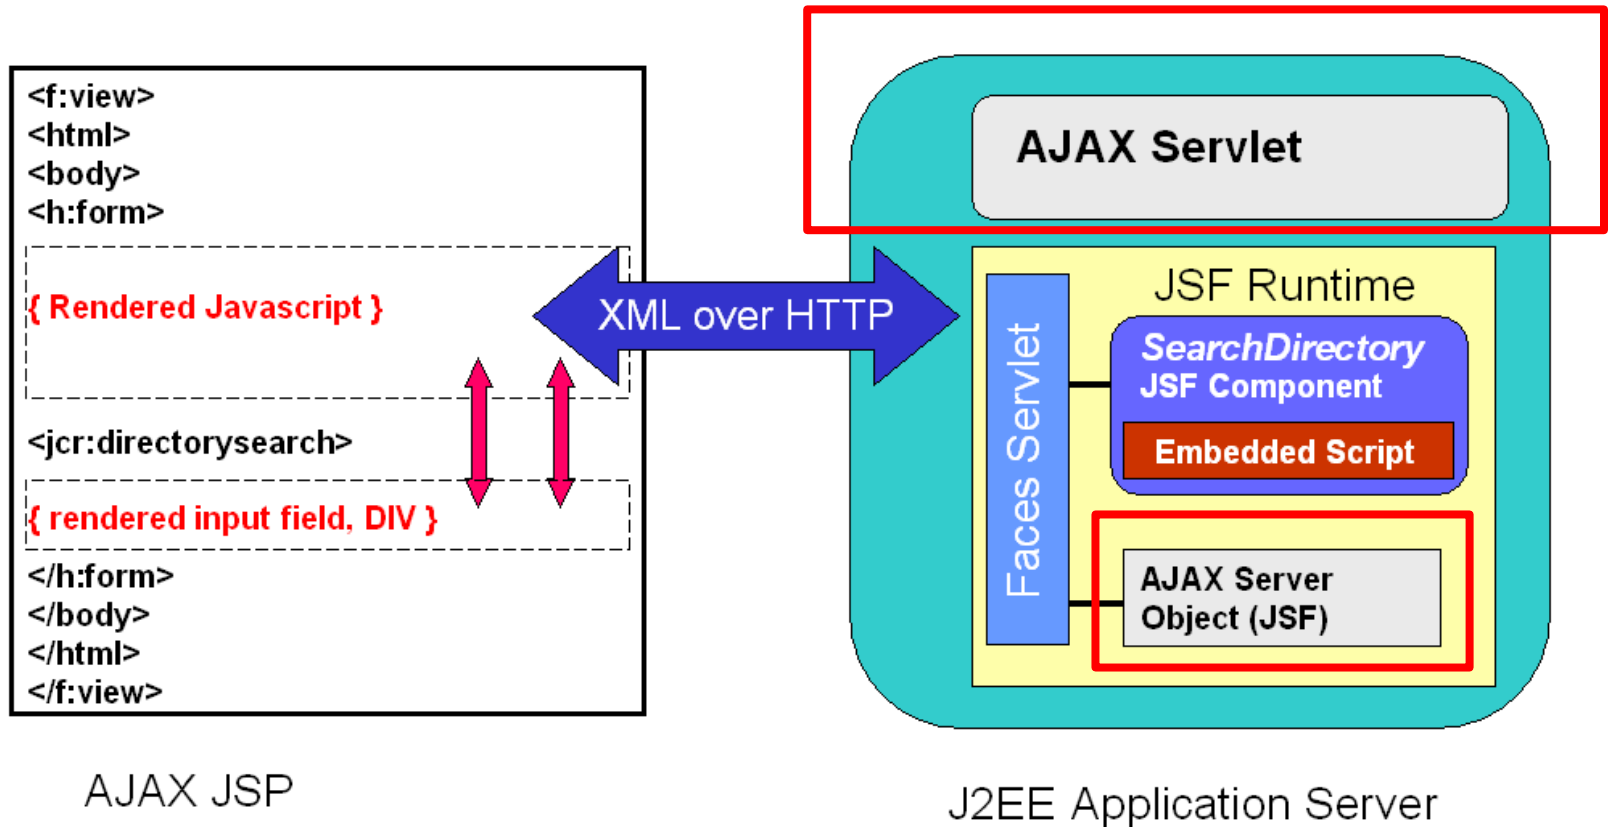 <f:view>
<html>
<body>
<h:form>
{ Rendered Javascript }
<jcr:directorysearch>
{ rendered input field, DIV }
</h:form>
</body>
</html>
</f:view>
AJAX JSP
XML over HTTP
AJAX Servlet
JSF Runtime
Faces Servlet
SearchDirectory
JSF Component
Embedded Script
AJAX Server
Object (JSF)
J2EE Application Server